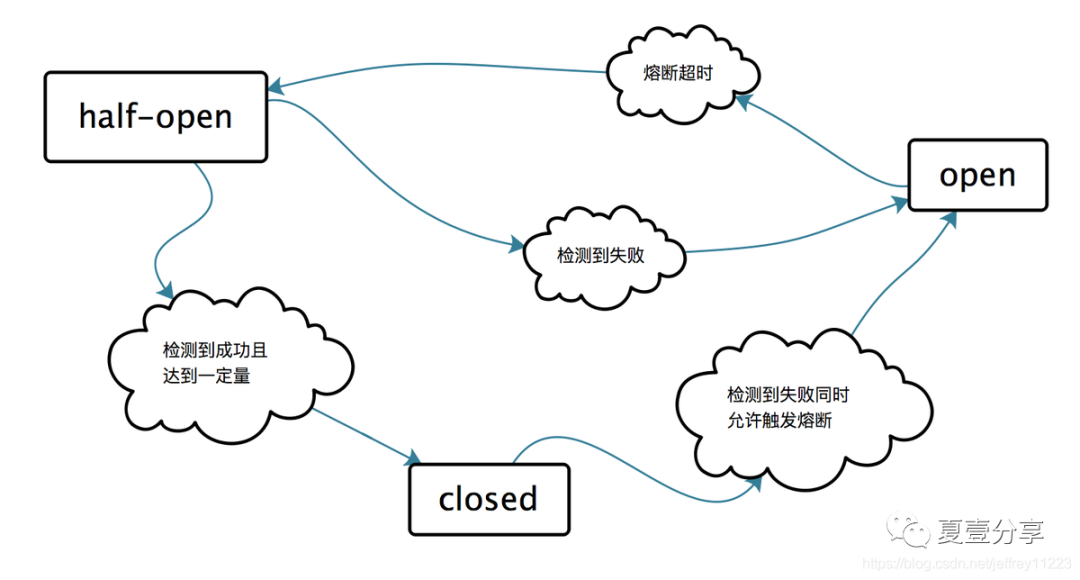 熔断超时
half-open
open
检测到失败
检测到成功且
达到一定量
检测到失败同时
允许触发熔断
closed
夏壹分享
https://blog.csdn.net/jeffrey11223